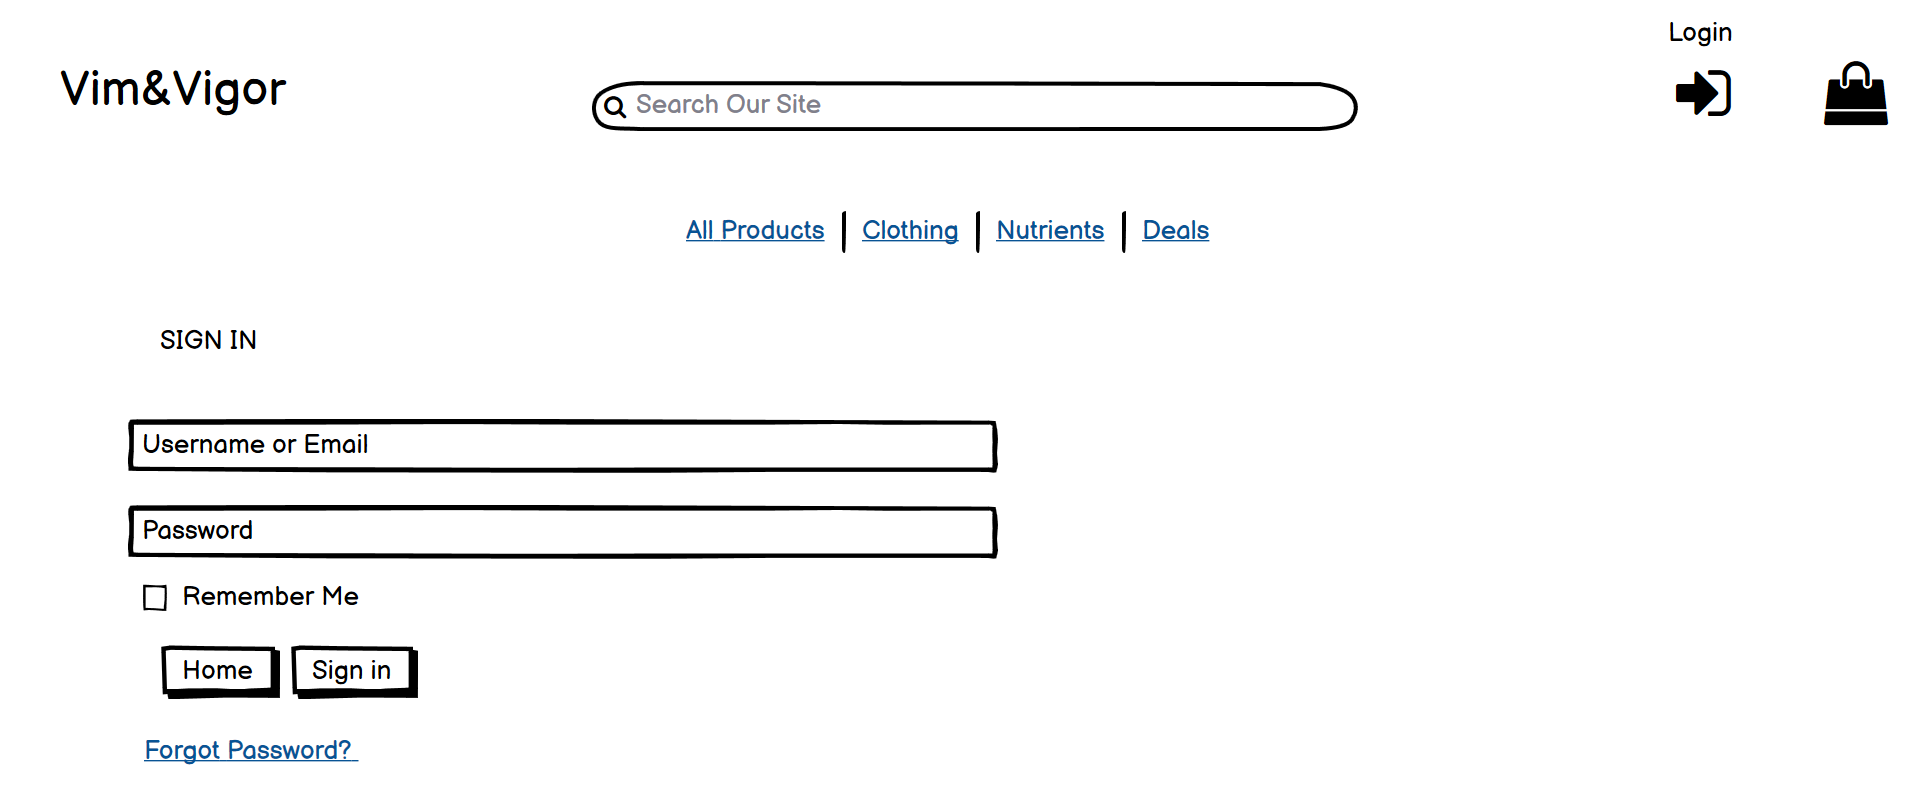 Login
Vim&Vigor
Search Our Site
All Products Clothing Nutrients Deals
SIGN IN
Username or Email
Password
Remember Me
Home Sign in
Forgot Password?